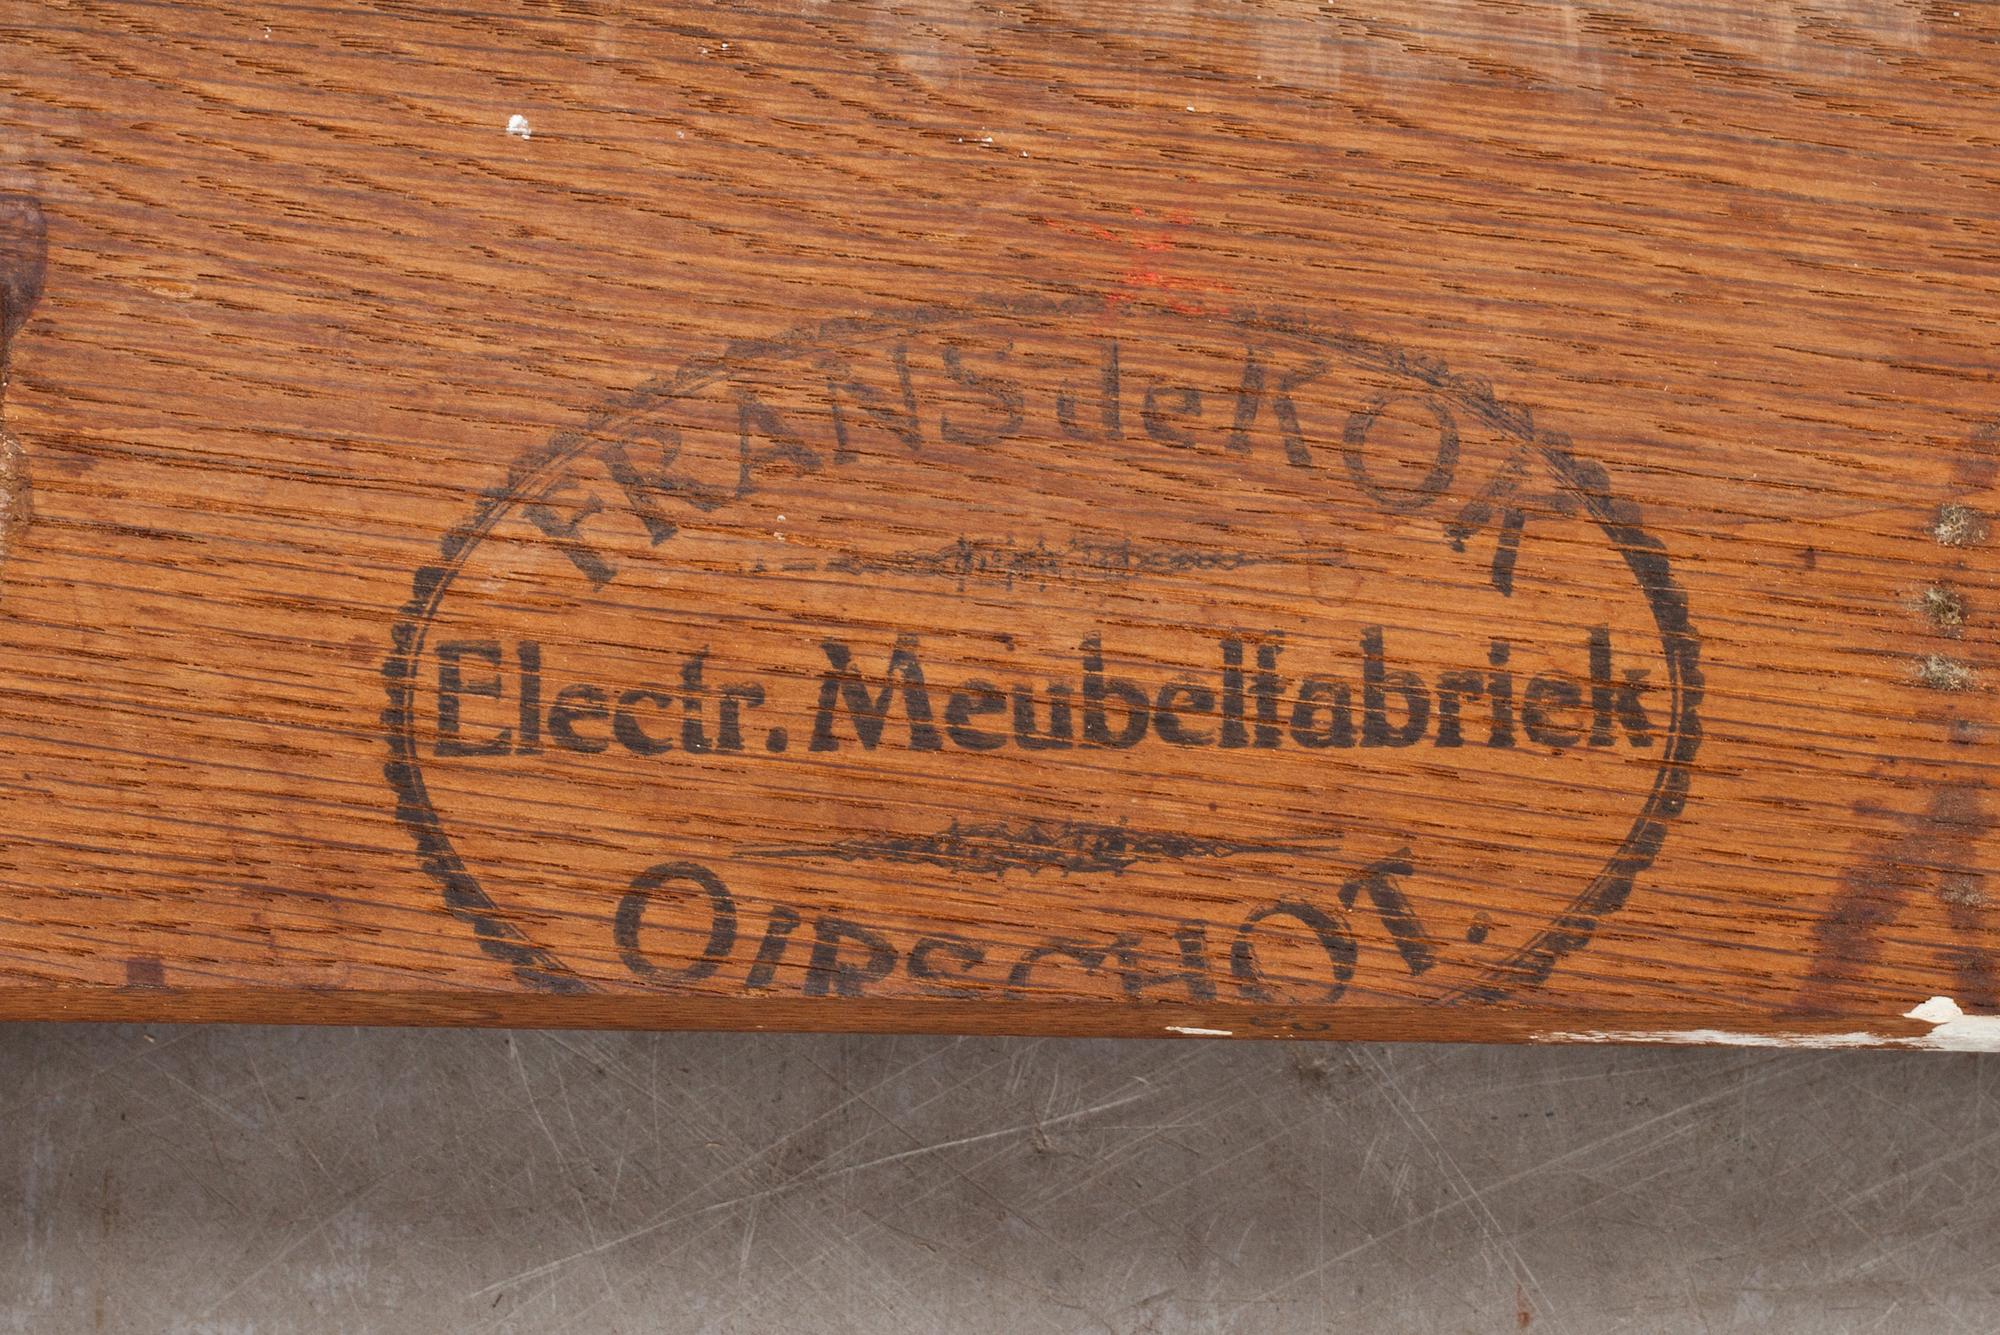 FRANS de KOK
Electr. Meubelfabriek
OIRSCHOT.